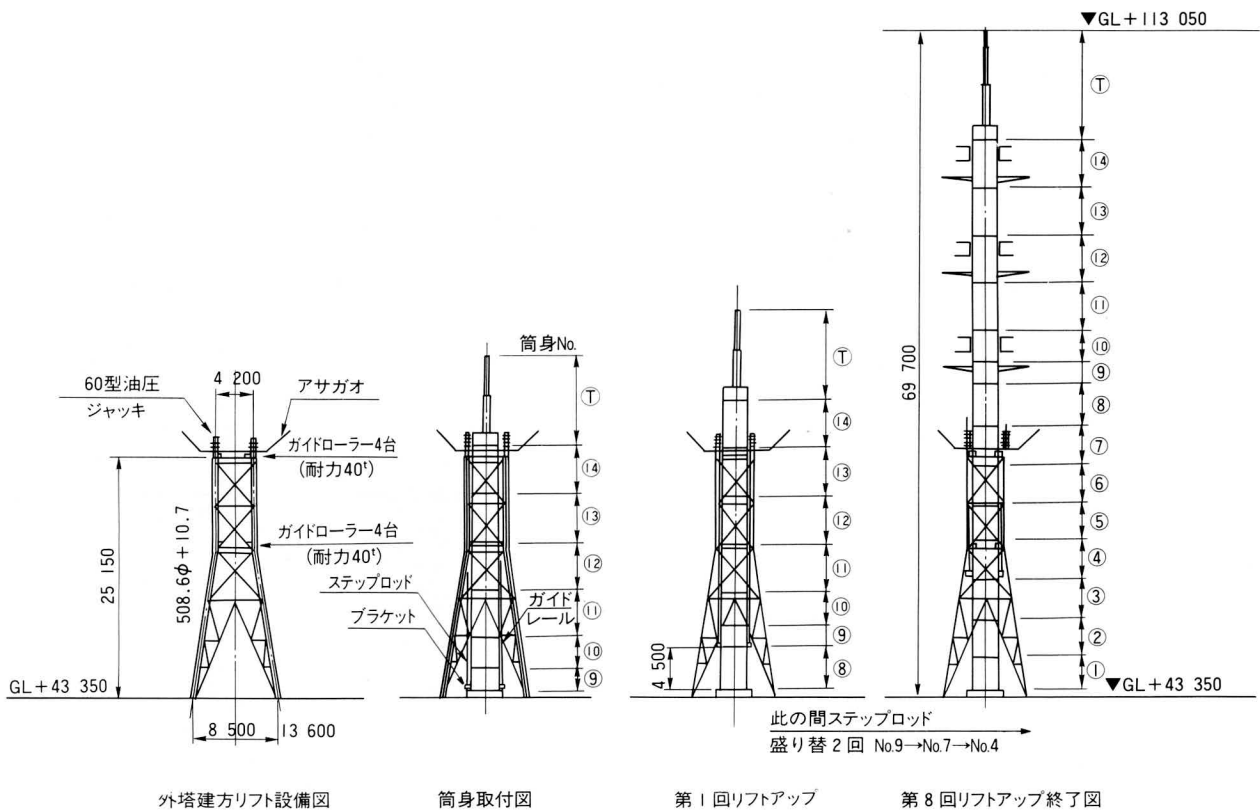 ▼GL+113 050
Ⓣ
⑭
⑬
⑫
⑪
⑩
⑨
⑧
⑦
⑥
⑤
④
③
②
①
69 700
▼GL+43 350
筒身No.
Ⓣ
⑭
⑬
⑫
⑪
⑩
⑨
ステップロッド
ブラケット
ガイド
レール
Ⓣ
⑭
⑬
⑫
⑪
⑩
⑨
⑧
4 500
60型油圧
ジャッキ
4 200
アサガオ
ガイドローラー4台
(耐力40ᵗ)
ガイドローラー4台
(耐力40ᵗ)
25 150
508.6φ+10.7
GL+43 350
8 500
13 600
此の間ステップロッド
盛り替2回 No.9→No.7→No.4
外塔建方リフト設備図
筒身取付図
第1回リフトアップ
第8回リフトアップ終了図